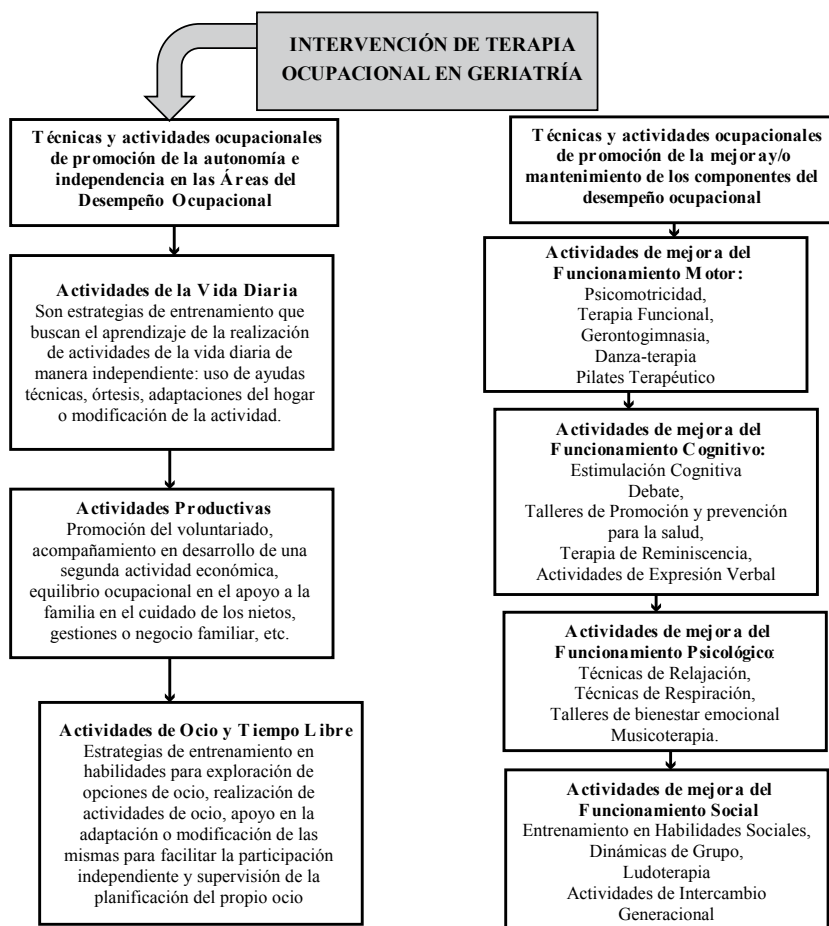 INTERVENCIÓN DE TERAPIA
OCUPACIONAL EN GERIATRÍA
Técnicas y actividades ocupacionales
de promoción de la autonomía e
independencia en las Áreas del
Desempeño Ocupacional
Actividades de la Vida Diaria
Son estrategias de entrenamiento que
buscan el aprendizaje de la realización
de actividades de la vida diaria de
manera independiente: uso de ayudas
técnicas, órtesis, adaptaciones del hogar
o modificación de la actividad.
Actividades Productivas
Promoción del voluntariado,
acompañamiento en desarrollo de una
segunda actividad económica,
equilibrio ocupacional en el apoyo a la
familia en el cuidado de los nietos,
gestiones o negocio familiar, etc.
Actividades de Ocio y Tiempo Libre
Estrategias de entrenamiento en
habilidades para exploración de
opciones de ocio, realización de
actividades de ocio, apoyo en la
adaptación o modificación de las
mismas para facilitar la participación
independiente y supervisión de la
planificación del propio ocio
Técnicas y actividades ocupacionales
de promoción de la mejora y/o
mantenimiento de los componentes del
desempeño ocupacional
Actividades de mejora del
Funcionamiento Motor:
Psicomotricidad,
Terapia Funcional,
Gerontogimnasia,
Danza-terapia
Pilates Terapéutico
Actividades de mejora del
Funcionamiento Cognitivo:
Estimulación Cognitiva
Debate,
Talleres de Promoción y prevención
para la salud,
Terapia de Reminiscencia,
Actividades de Expresión Verbal
Actividades de mejora del
Funcionamiento Psicológico:
Técnicas de Relajación,
Técnicas de Respiración,
Talleres de bienestar emocional
Musicoterapia.
Actividades de mejora del
Funcionamiento Social
Entrenamiento en Habilidades Sociales,
Dinámicas de Grupo,
Ludoterapia
Actividades de Intercambio
Generacional